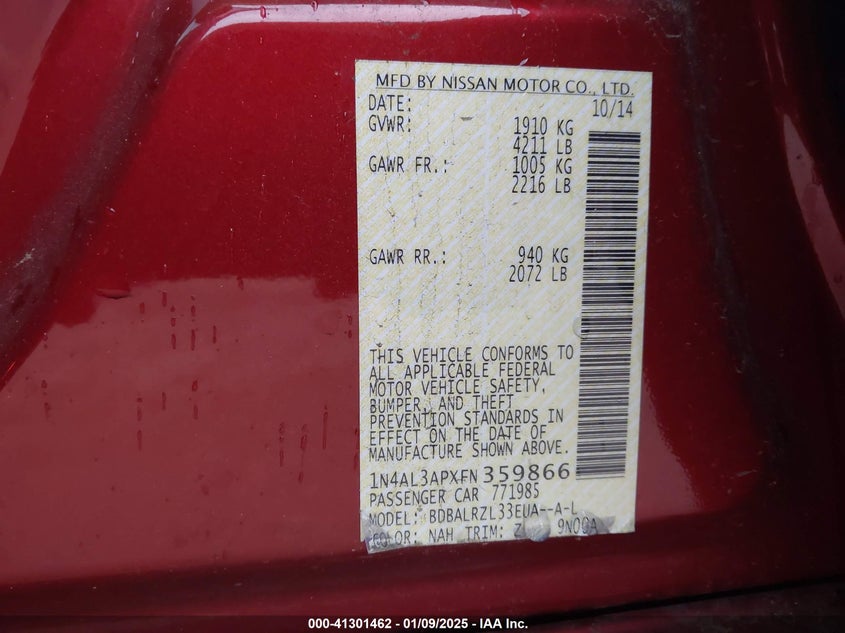 MFD BY NISSAN MOTOR CO., LTD.
DATE: 10/14
GVWR: 1910 KG
4211 LB
GAWR FR.: 1005 KG
2216 LB
GAWR RR.: 940 KG
2072 LB
THIS VEHICLE CONFORMS TO
ALL APPLICABLE FEDERAL
MOTOR VEHICLE SAFETY,
BUMPER, AND THEFT
PREVENTION STANDARDS IN
EFFECT ON THE DATE OF
MANUFACTURE SHOWN ABOVE.
1N4AL3APXFN359866
PASSENGER CAR 771985
MODEL: BDBALRZL33EUA--A-L
COLOR: NAH TRIM:
000-41301462 - 01/09/2025 - IAA Inc.